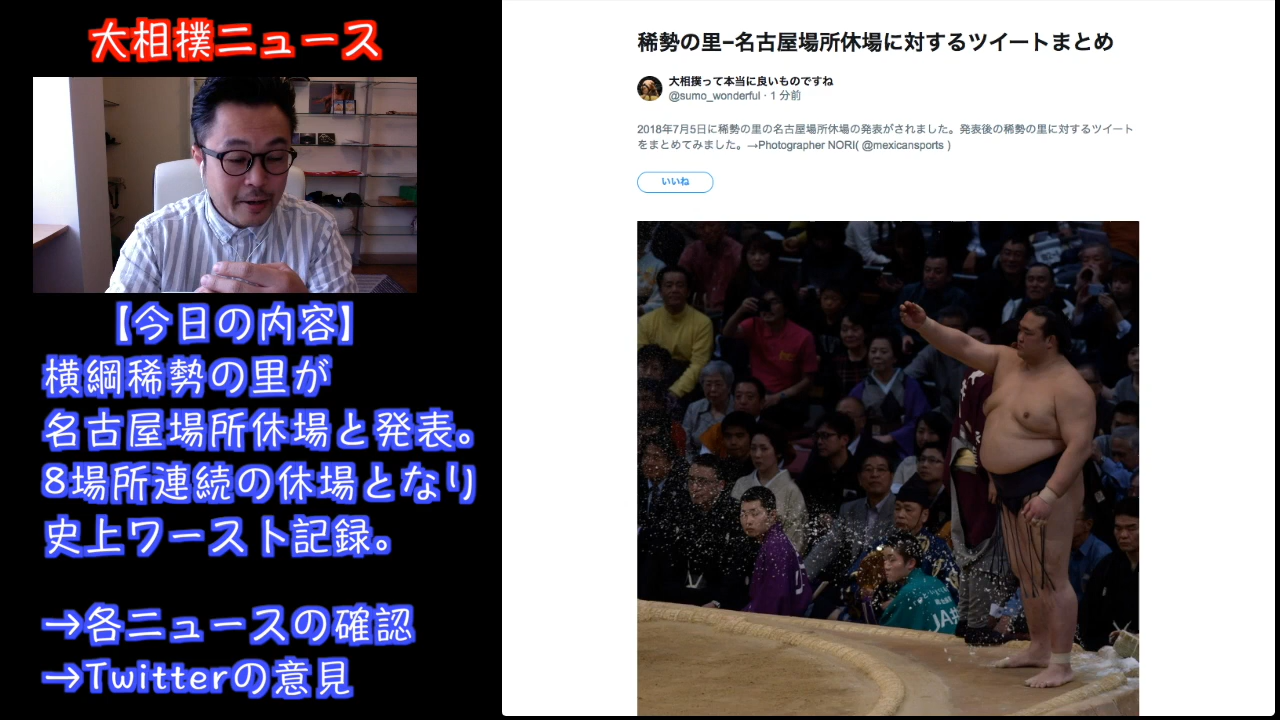 大相撲ニュース
【今日の内容】
横綱稀勢の里が
名古屋場所休場と発表。
8場所連続の休場となり
史上ワースト記録。
→各ニュースの確認
→Twitterの意見
稀勢の里−名古屋場所休場に対するツイートまとめ
大相撲って本当に良いものですね
@sumo_wonderful · 1 分前
2018年7月5日に稀勢の里の名古屋場所休場の発表がされました。発表後の稀勢の里に対するツイート
をまとめてみました。→Photographer NORI( @mexicansports )
いいね
JA